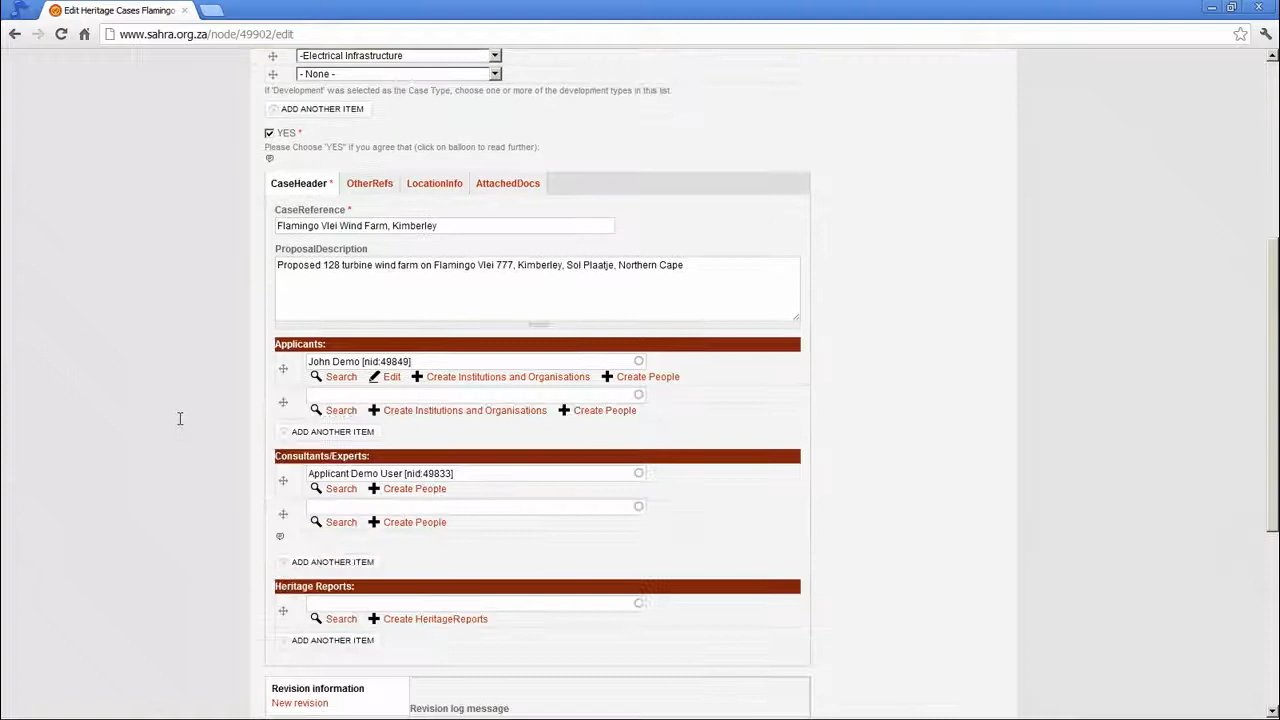 Edit Heritage Cases Flamingo
www.sahra.org.za/node/49902/edit
-Electrical Infrastructure
- None -
If 'Development' was selected as the Case Type, choose one or more of the development types in this list.
ADD ANOTHER ITEM
YES *
Please Choose "YES" if you agree that (click on balloon to read further):
CaseHeader * OtherRefs LocationInfo AttachedDocs
CaseReference *
Flamingo Vlei Wind Farm, Kimberley
ProposalDescription
Proposed 128 turbine wind farm on Flamingo Vlei 777, Kimberley, Sol Plaatje, Northern Cape
Applicants:
John Demo [nid:49849]
Search Edit Create Institutions and Organisations Create People
Search Create Institutions and Organisations Create People
ADD ANOTHER ITEM
Consultants/Experts:
Applicant Demo User [nid:49833]
Search Create People
Search Create People
ADD ANOTHER ITEM
Heritage Reports:
Search Create HeritageReports
ADD ANOTHER ITEM
Revision information
New revision
Revision log message